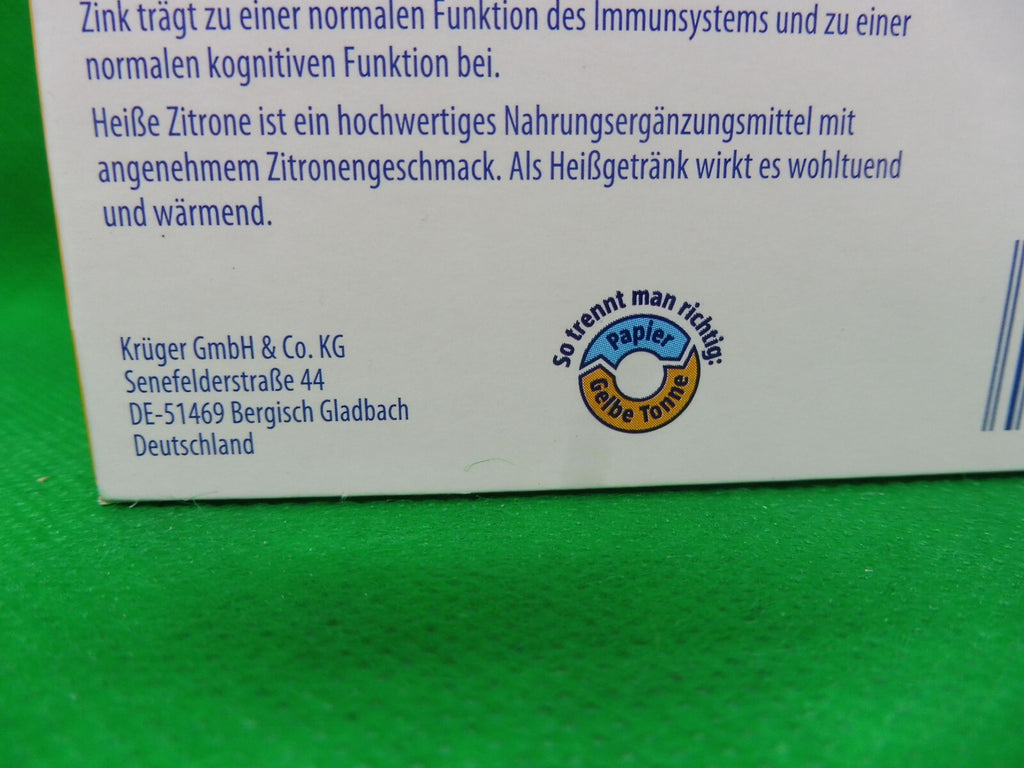 Zink trägt zu einer normalen Funktion des Immunsystems und zu einer
normalen kognitiven Funktion bei.
Heiße Zitrone ist ein hochwertiges Nahrungsergänzungsmittel mit
angenehmem Zitronengeschmack. Als Heißgetränk wirkt es wohltuend
und wärmend.
So trennt man richtig:
Papier
Gelbe Tonne
Krüger GmbH & Co. KG
Senefelderstraße 44
DE-51469 Bergisch Gladbach
Deutschland